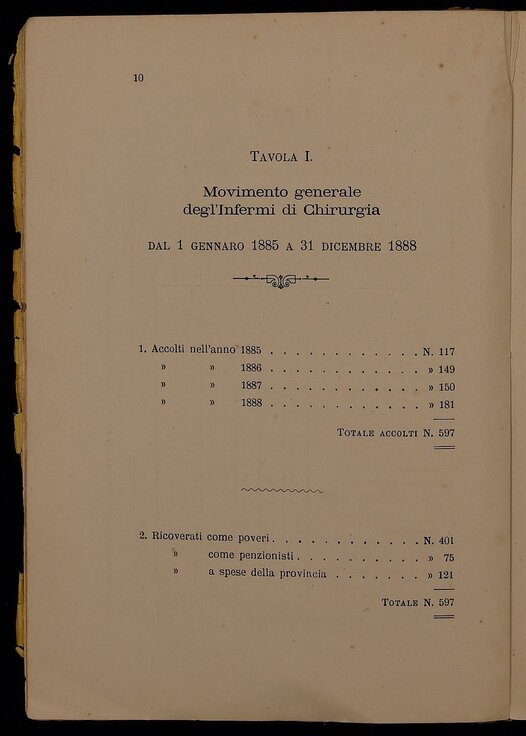 10
TAVOLA I.
Movimento generale
degl'Infermi di Chirurgia
DAL 1 GENNARO 1885 A 31 DICEMBRE 1888
1. Accolti nell'anno 1885 . . . . . . . . . . . . . N. 117
» » 1886 . . . . . . . . . . . . . » 149
» » 1887 . . . . . . . . . . . . . » 150
» » 1888 . . . . . . . . . . . . . » 181
TOTALE ACCOLTI N. 597
2. Ricoverati come poveri . . . . . . . . . . . . N. 401
» come penzionisti . . . . . . . . . . » 75
» a spese della provincia . . . . . . . » 121
TOTALE N. 597